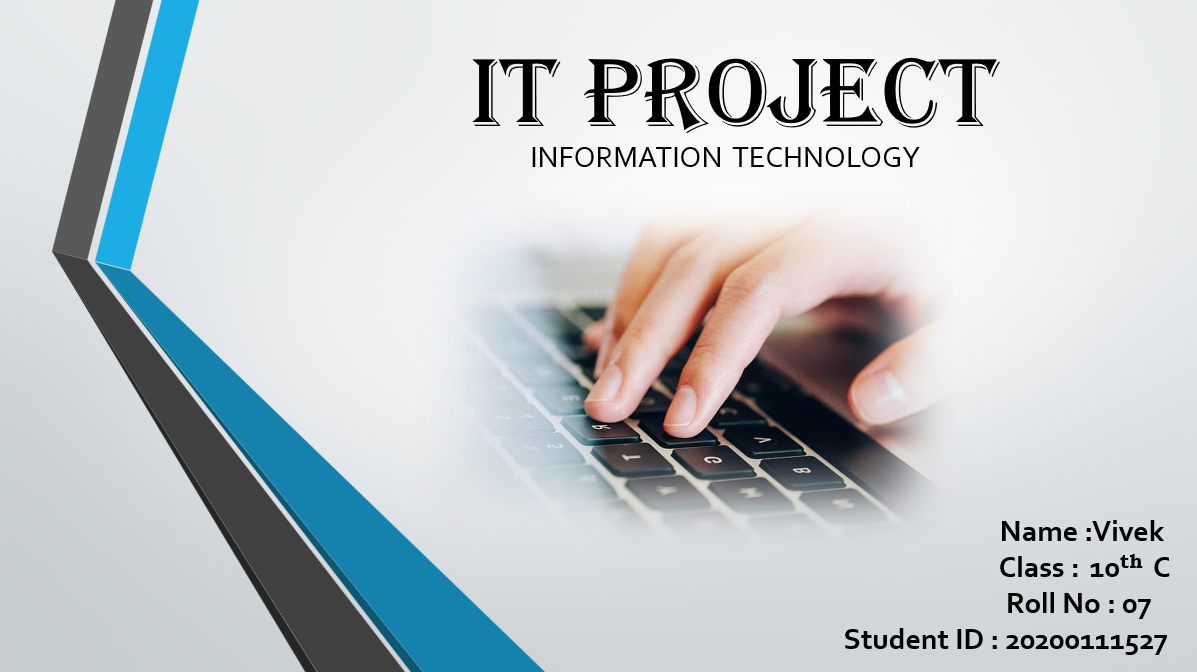 IT PROJECT
INFORMATION TECHNOLOGY
Name :Vivek
Class : 10th C
Roll No : 07
Student ID : 20200111527